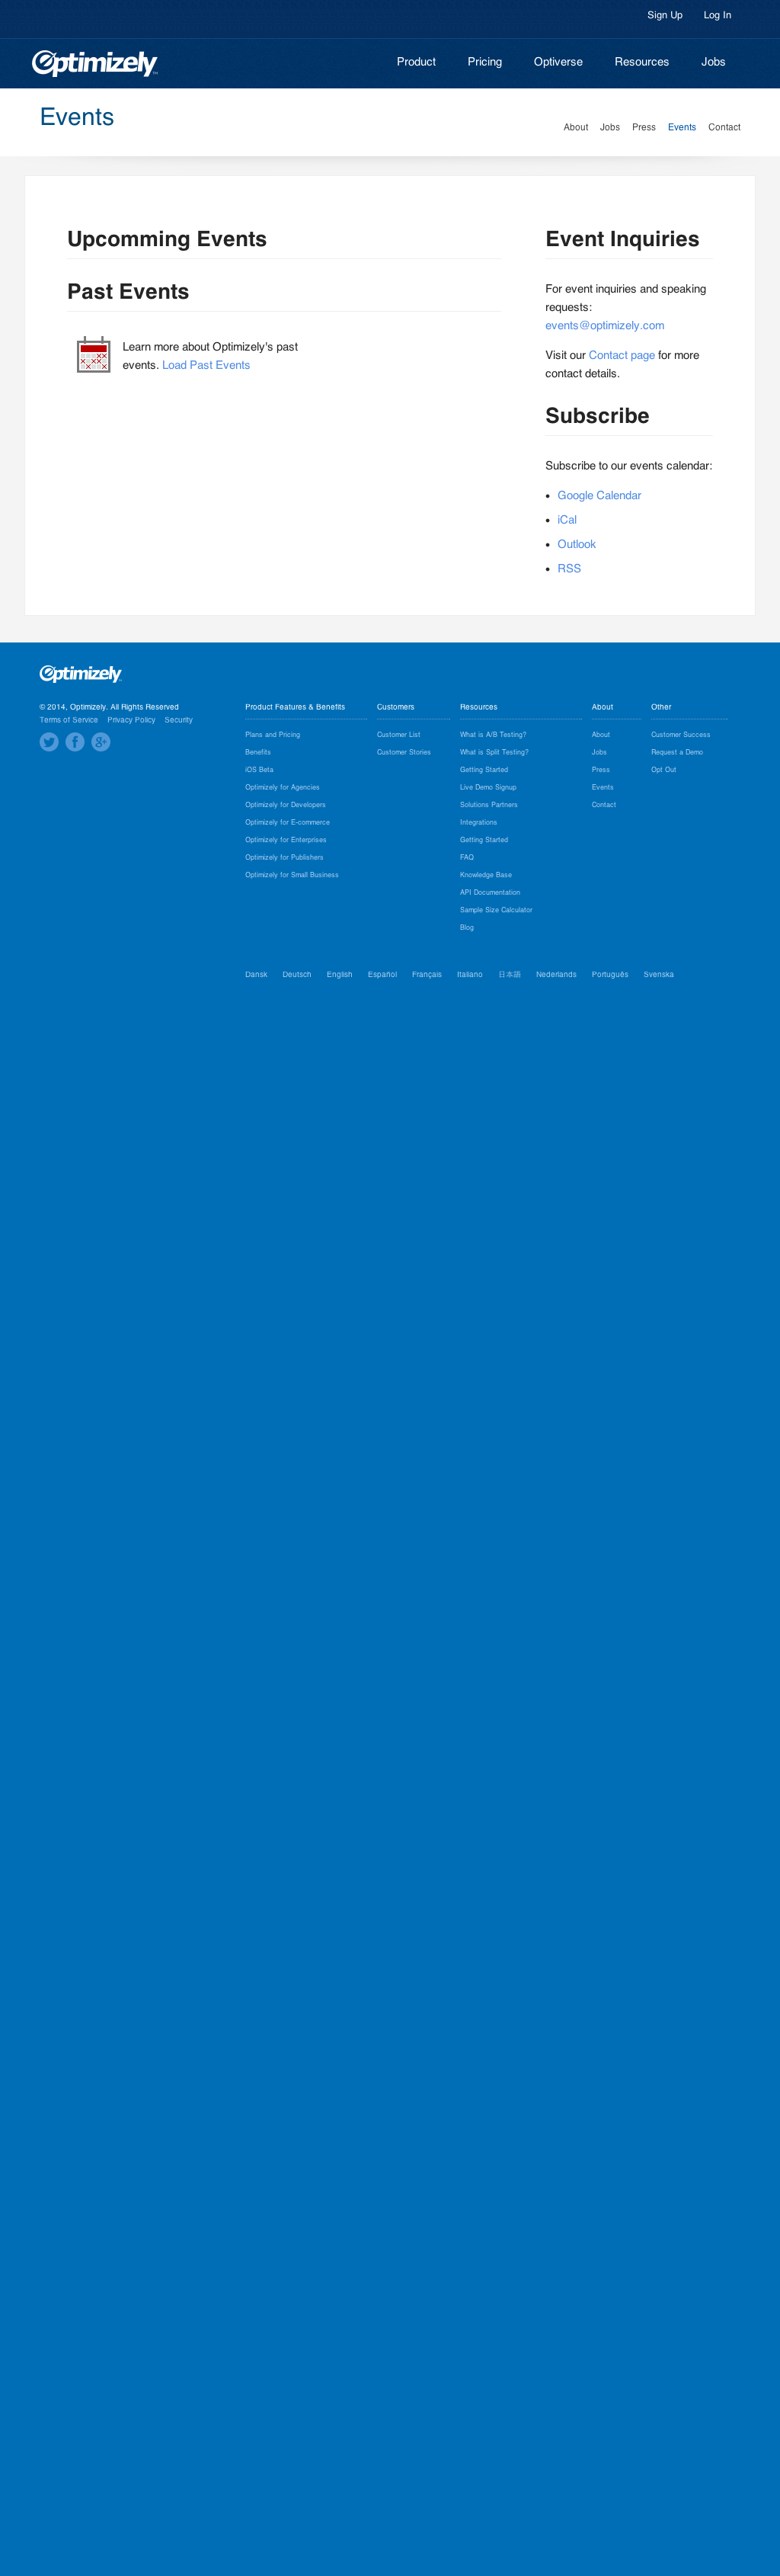 Sign Up Log In
Optimizely
Product Pricing Optiverse Resources Jobs
Events
About Jobs Press Events Contact
Upcomming Events
Past Events
Learn more about Optimizely's past
events. Load Past Events
Event Inquiries
For event inquiries and speaking
requests:
events@optimizely.com
Visit our Contact page for more
contact details.
Subscribe
Subscribe to our events calendar:
• Google Calendar
• iCal
• Outlook
• RSS
Optimizely
© 2014, Optimizely. All Rights Reserved
Terms of Service Privacy Policy Security
Product Features & Benefits
Plans and Pricing
Benefits
iOS Beta
Optimizely for Agencies
Optimizely for Developers
Optimizely for E-commerce
Optimizely for Enterprises
Optimizely for Publishers
Optimizely for Small Business
Customers
Customer List
Customer Stories
Resources
What is A/B Testing?
What is Split Testing?
Getting Started
Live Demo Signup
Solutions Partners
Integrations
Getting Started
FAQ
Knowledge Base
API Documentation
Sample Size Calculator
Blog
About
About
Jobs
Press
Events
Contact
Other
Customer Success
Request a Demo
Opt Out
Dansk Deutsch English Español Français Italiano 日本語 Nederlands Português Svenska